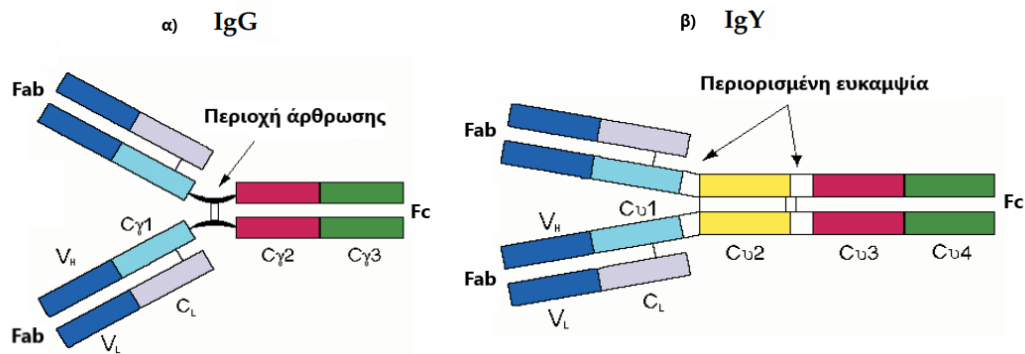 α) IgG
Fab
Περιοχή άρθρωσης
Cγ1
Fc
VH
Cγ2
Cγ3
Fab
CL
VL
β) IgY
Περιορισμένη ευκαμψία
Fab
Cυ1
Fc
VH
Cυ2
Cυ3
Cυ4
Fab
CL
VL